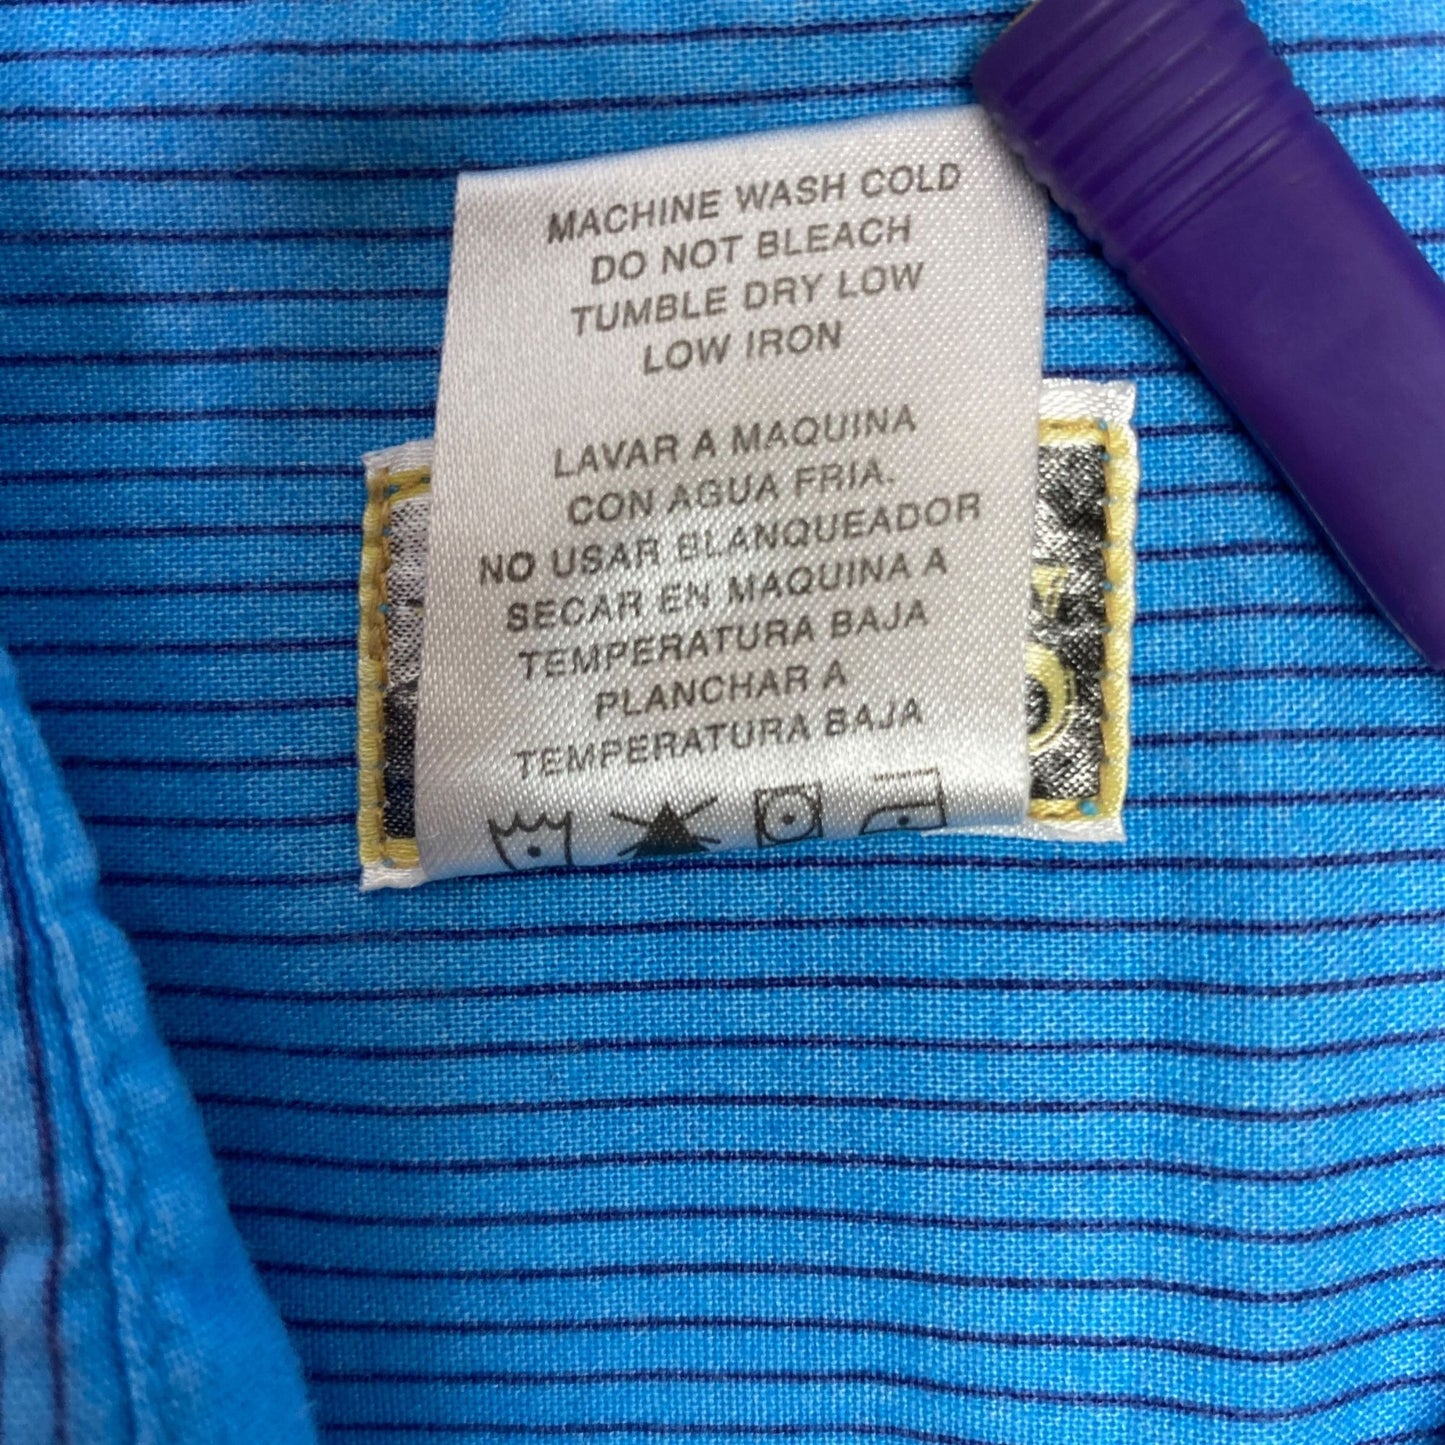 MACHINE WASH COLD
DO NOT BLEACH
TUMBLE DRY LOW
LOW IRON
LAVAR A MAQUINA
CON AGUA FRIA.
NO USAR BLANQUEADOR
SECAR EN MAQUINA A
TEMPERATURA BAJA
PLANCHAR A
TEMPERATURA BAJA